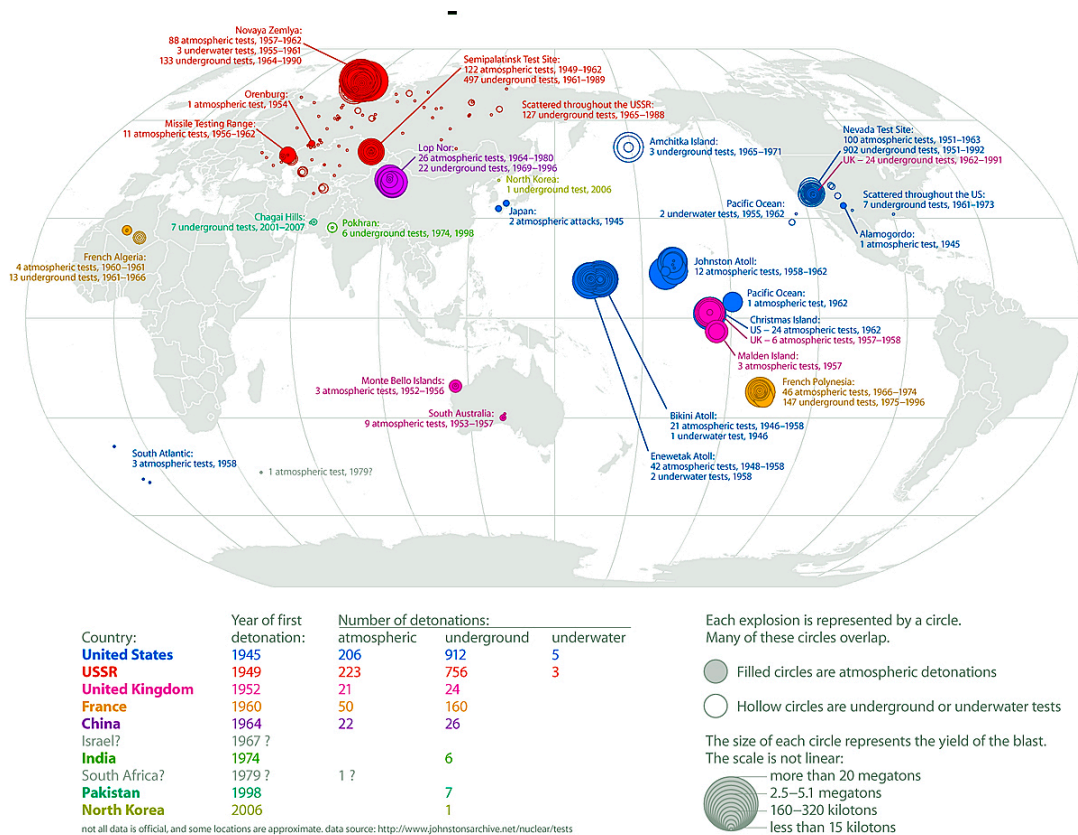 Novaya Zemlya:
88 atmospheric tests, 1957–1962
3 underwater tests, 1955–1961
133 underground tests, 1964–1990
Semipalatinsk Test Site:
122 atmospheric tests, 1949–1962
497 underground tests, 1961–1989
Orenburg:
1 atmospheric test, 1954
Scattered throughout the USSR:
127 underground tests, 1965–1988
Missile Testing Range:
11 atmospheric tests, 1956–1962
Lop Nor:
26 atmospheric tests, 1964–1980
22 underground tests, 1969–1996
Amchitka Island:
3 underground tests, 1965–1971
Nevada Test Site:
100 atmospheric tests, 1951–1963
902 underground tests, 1951–1992
UK – 24 underground tests, 1962–1991
North Korea:
1 underground test, 2006
Scattered throughout the US:
7 underground tests, 1961–1973
Pacific Ocean:
2 underwater tests, 1955, 1962
Japan:
2 atmospheric attacks, 1945
Chagai Hills:
7 underground tests, 2001–2007
Pokhran:
6 underground tests, 1974, 1998
Alamogordo:
1 atmospheric test, 1945
French Algeria:
4 atmospheric tests, 1960–1961
13 underground tests, 1961–1966
Johnston Atoll:
12 atmospheric tests, 1958–1962
Pacific Ocean:
1 atmospheric test, 1962
Christmas Island:
US – 24 atmospheric tests, 1962
UK – 6 atmospheric tests, 1957–1958
Malden Island:
3 atmospheric tests, 1957
Monte Bello Islands:
3 atmospheric tests, 1952–1956
French Polynesia:
46 atmospheric tests, 1966–1974
147 underground tests, 1975–1996
South Australia:
9 atmospheric tests, 1953–1957
Bikini Atoll:
21 atmospheric tests, 1946–1958
1 underwater test, 1946
South Atlantic:
3 atmospheric tests, 1958
1 atmospheric test, 1979?
Enewetak Atoll:
42 atmospheric tests, 1948–1958
2 underwater tests, 1958
Year of first Number of detonations:
Country: detonation: atmospheric underground underwater
United States 1945 206 912 5
USSR 1949 223 756 3
United Kingdom 1952 21 24
France 1960 50 160
China 1964 22 26
Israel? 1967 ?
India 1974 6
South Africa? 1979 ? 1 ?
Pakistan 1998 7
North Korea 2006 1
not all data is official, and some locations are approximate. data source: http://www.johnstonsarchive.net/nuclear/tests
Each explosion is represented by a circle.
Many of these circles overlap.
Filled circles are atmospheric detonations
Hollow circles are underground or underwater tests
The size of each circle represents the yield of the blast.
The scale is not linear:
more than 20 megatons
2.5–5.1 megatons
160–320 kilotons
less than 15 kilotons